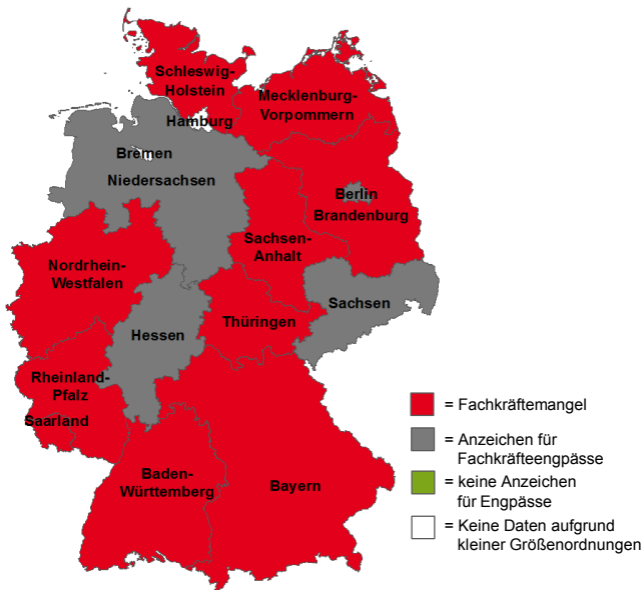 Schleswig-
Holstein
Mecklenburg-
Vorpommern
Hamburg
Bremen
Niedersachsen
Berlin
Brandenburg
Sachsen-
Anhalt
Nordrhein-
Westfalen
Sachsen
Thüringen
Hessen
Rheinland-
Pfalz
Saarland
Baden-
Württemberg
Bayern
= Fachkräftemangel
= Anzeichen für
Fachkräfteengpässe
= keine Anzeichen
für Engpässe
= Keine Daten aufgrund
kleiner Größenordnungen